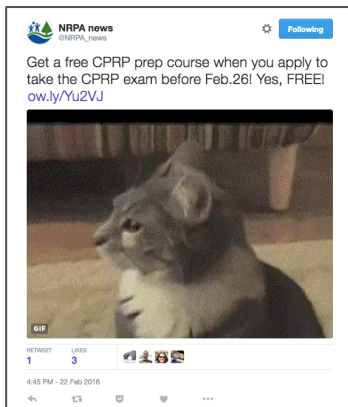 NRPA news
@NRPA_news
Following
Get a free CPRP prep course when you apply to
take the CPRP exam before Feb.26! Yes, FREE!
ow.ly/Yu2VJ
GIF
RETWEET LIKES
1 3
4:45 PM - 22 Feb 2016